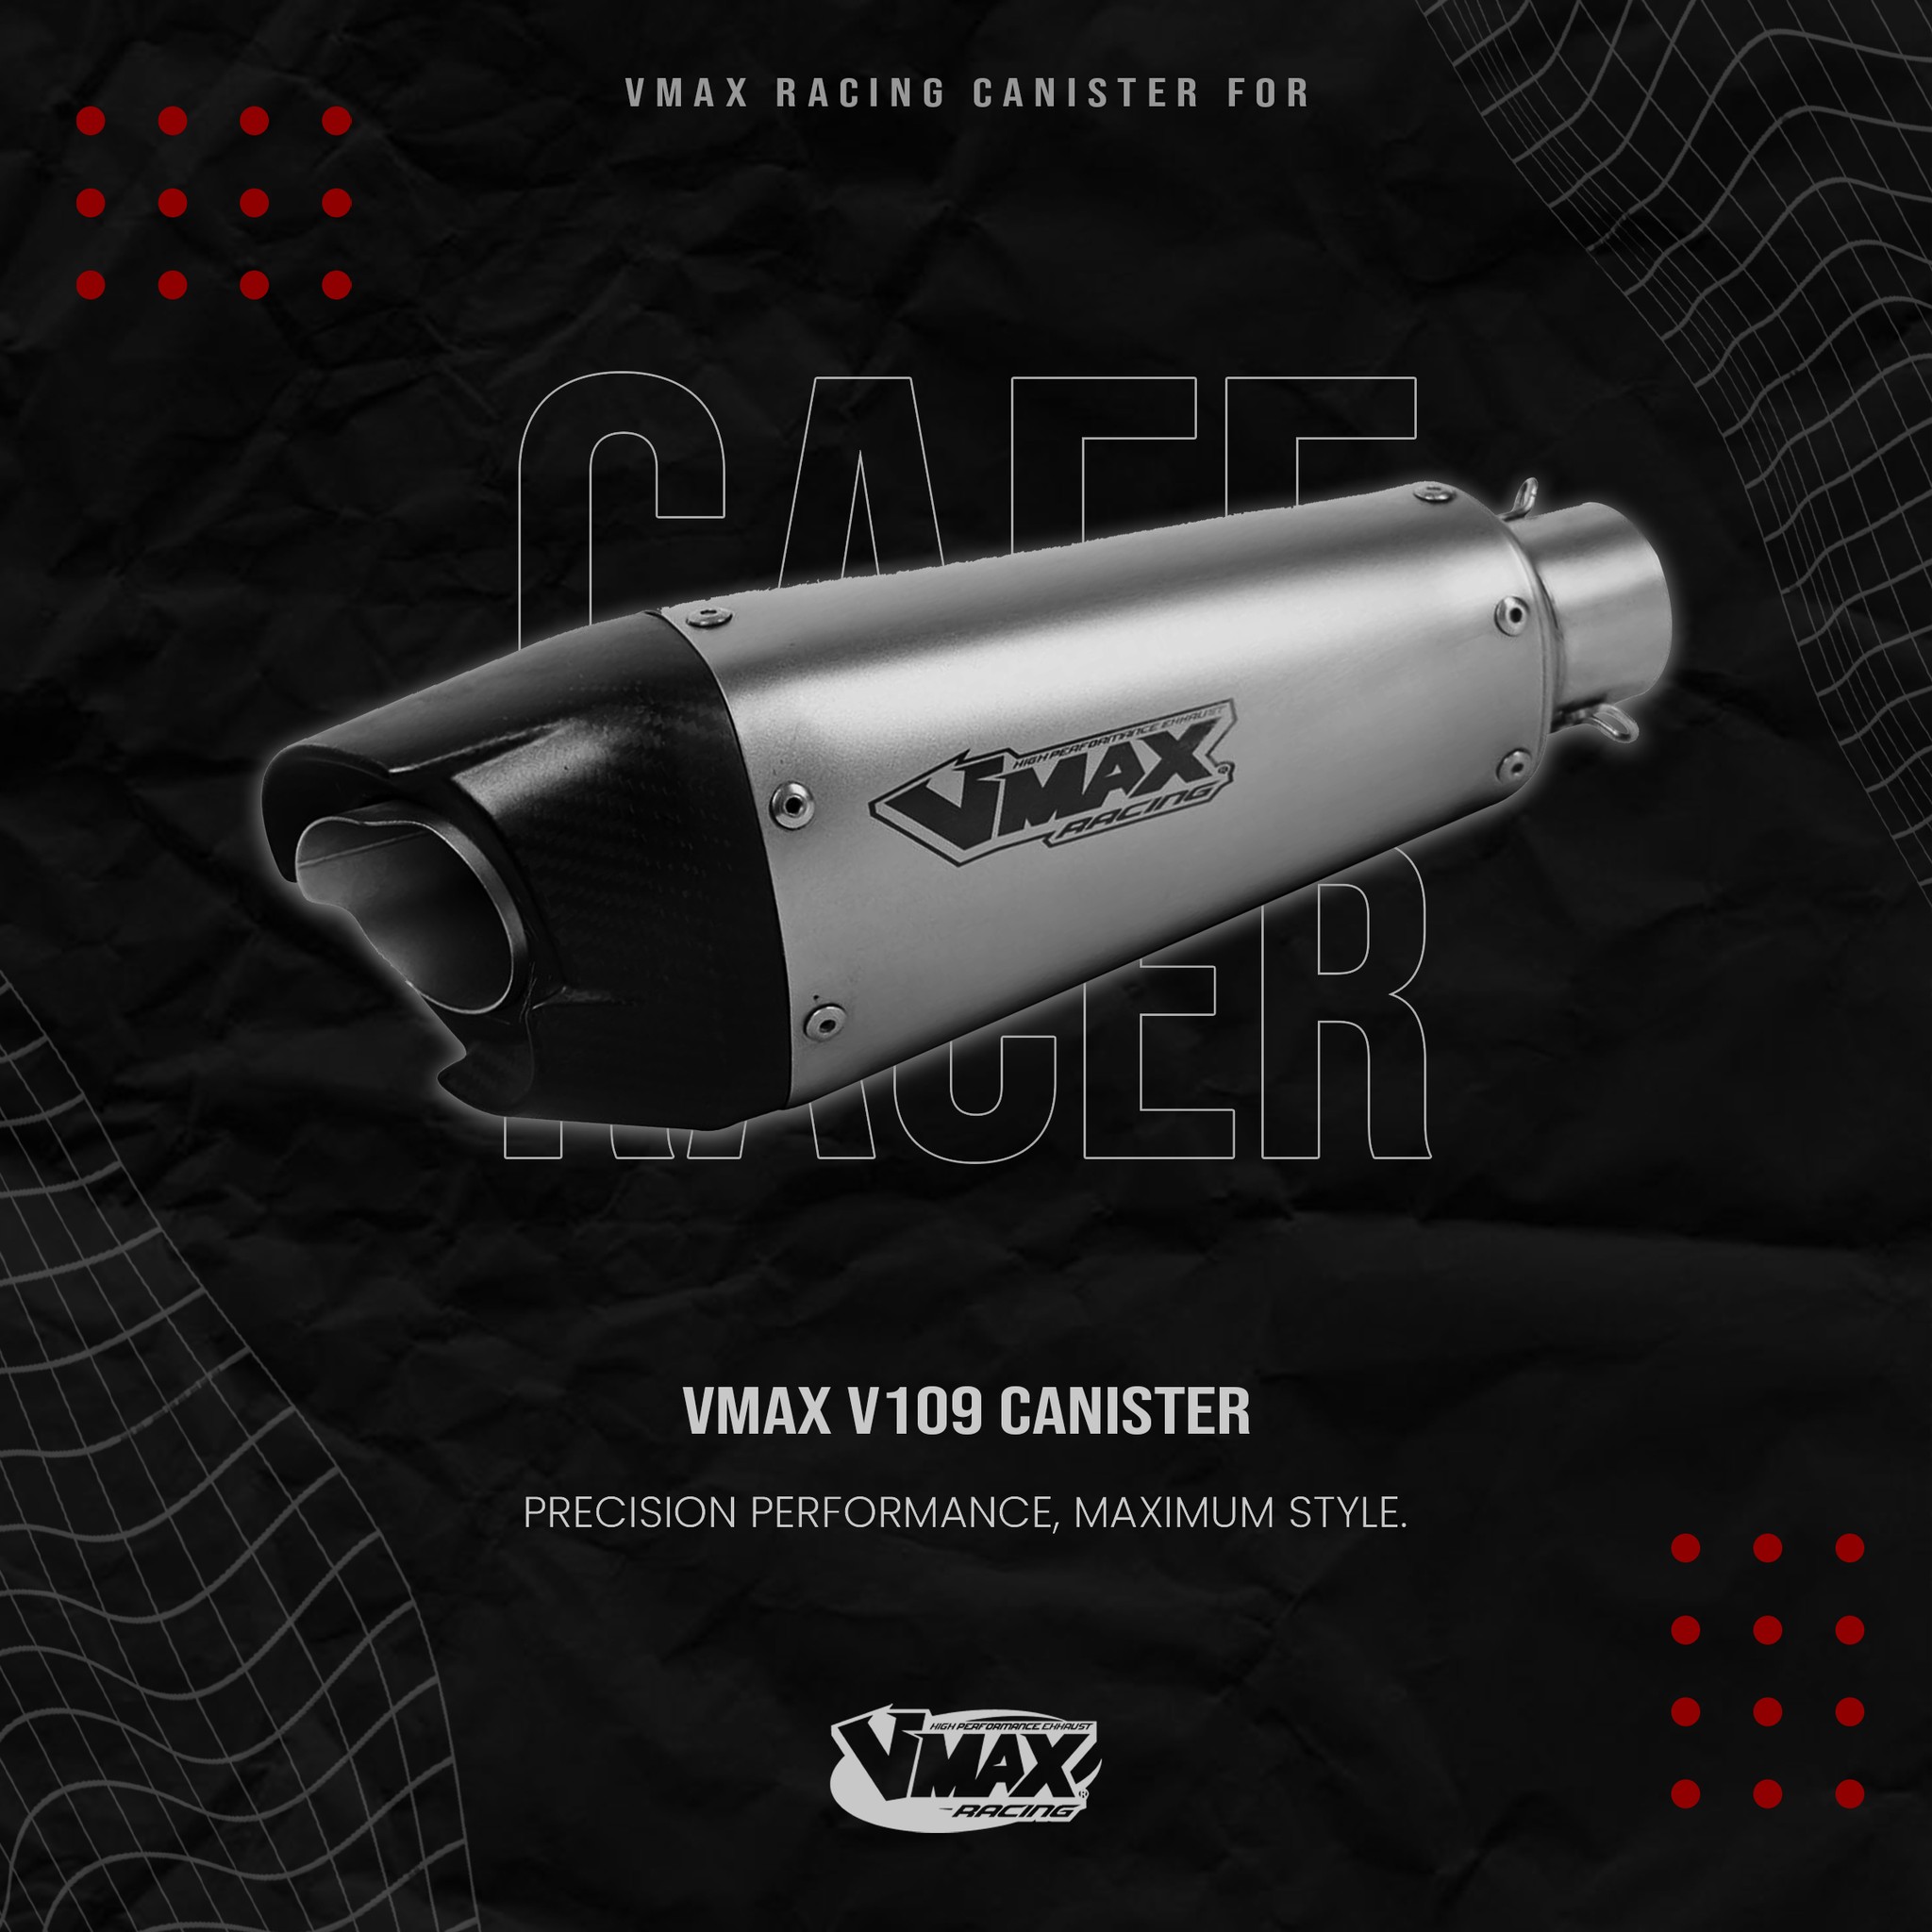 VMAX RACING CANISTER FOR
CAFE
HIGH PERFORMANCE EXHAUST
VMAX
RACING
RACER
VMAX V109 CANISTER
PRECISION PERFORMANCE, MAXIMUM STYLE.
HIGH PERFORMANCE EXHAUST
VMAX®
RACING